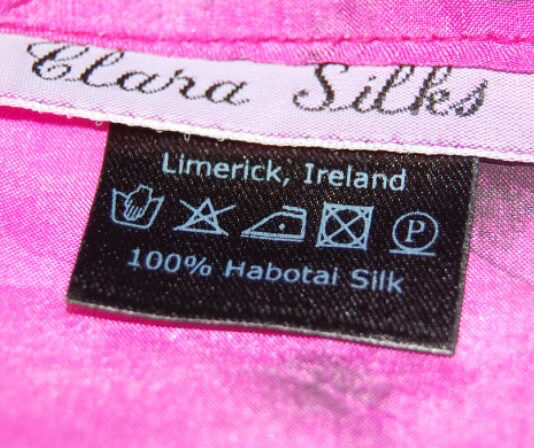 Clara Silks
Limerick, Ireland
P
100% Habotai Silk